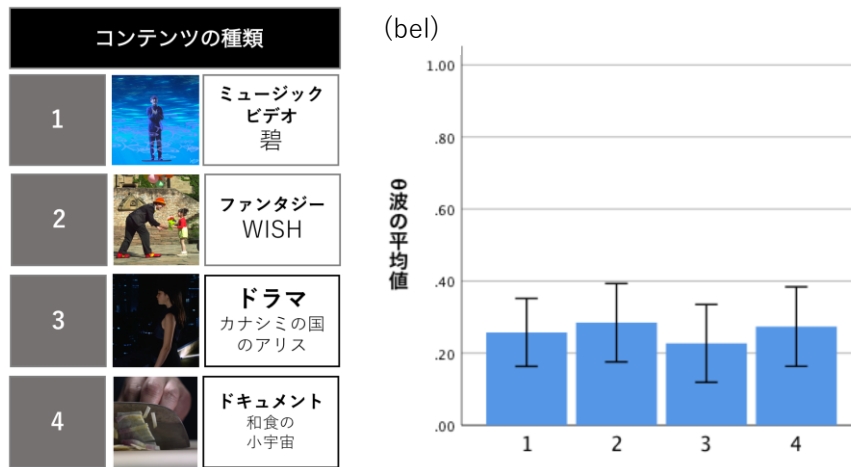 コンテンツの種類
1
ミュージック
ビデオ
碧
2
ファンタジー
WISH
3
ドラマ
カナシミの国
のアリス
4
ドキュメント
和食の
小宇宙
(bel)
θ波の平均値
1.00
.80
.60
.40
.20
.00
1 2 3 4